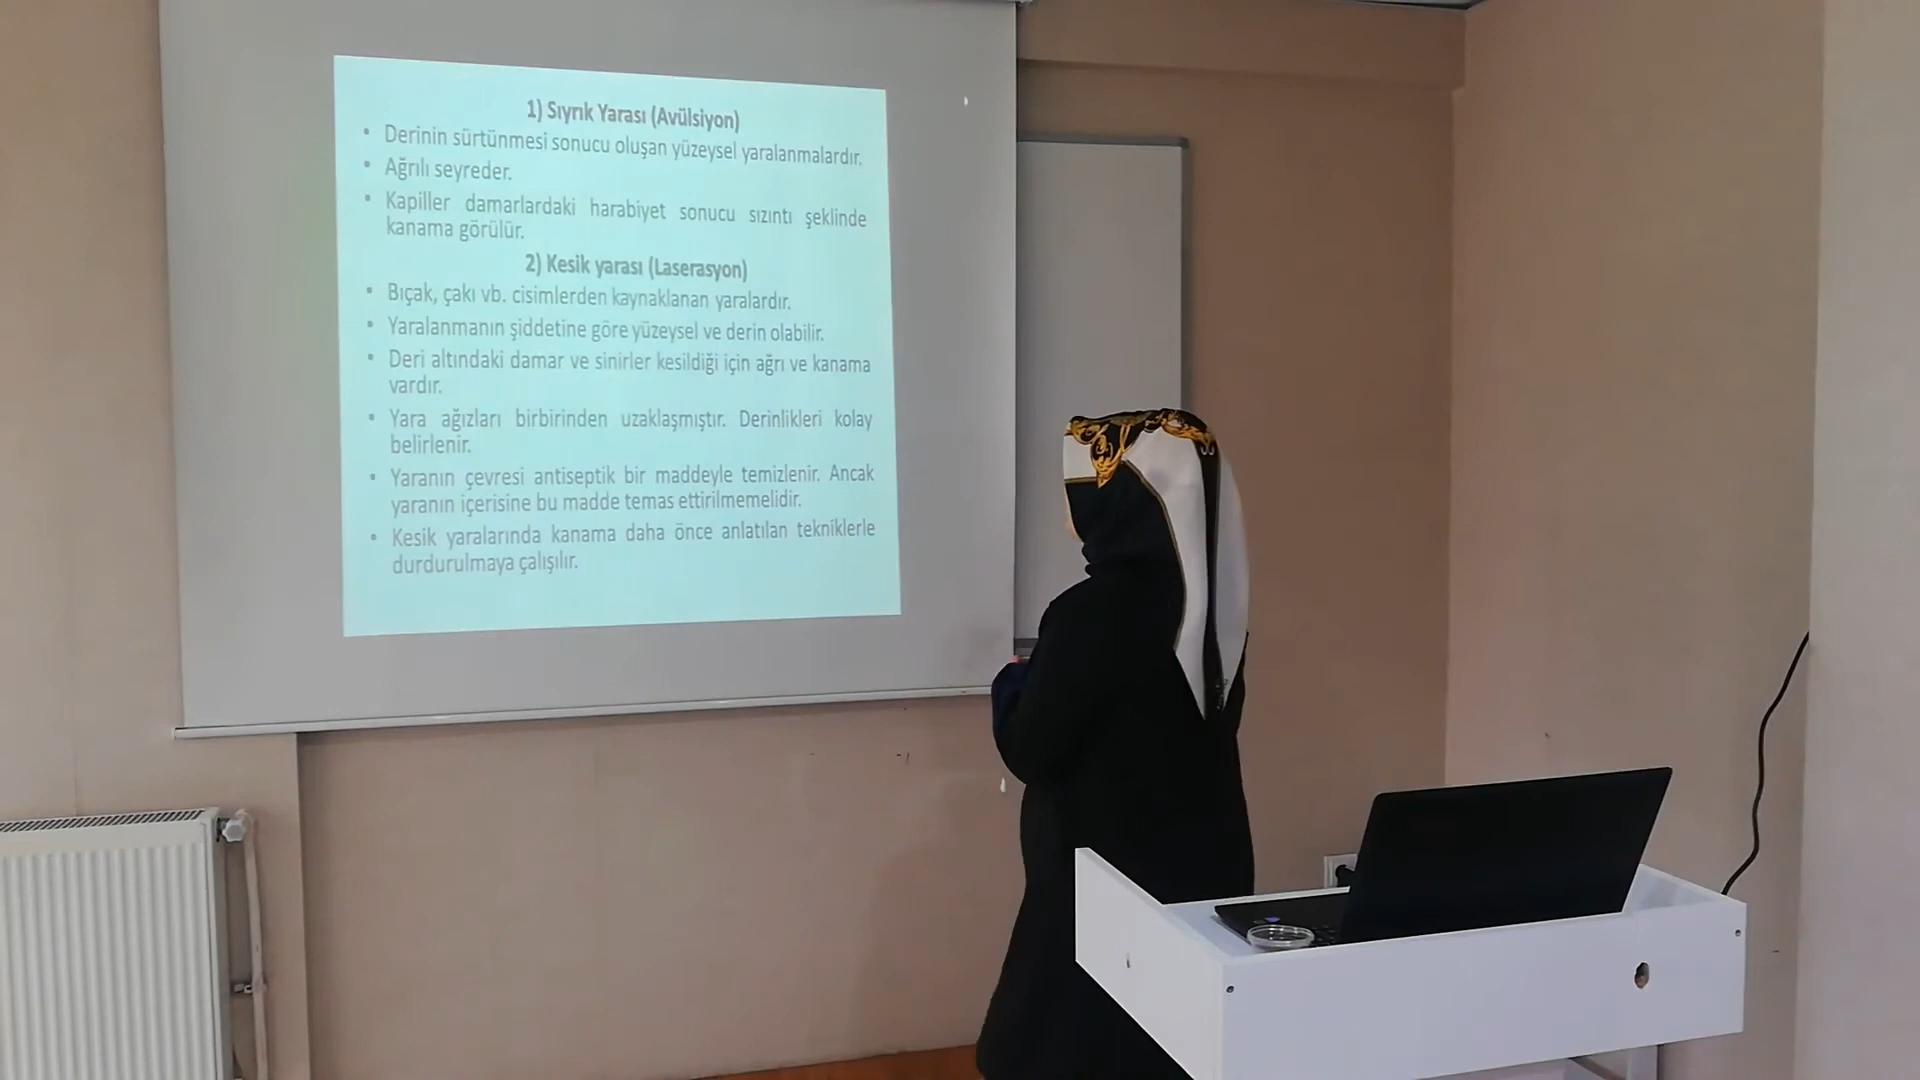 1) Sıyrık Yarası (Avülsiyon)
• Derinin sürtünmesi sonucu oluşan yüzeysel yaralanmalardır.
• Ağrılı seyreder.
• Kapiller damarlardaki harabiyet sonucu sızıntı şeklinde
kanama görülür.
2) Kesik yarası (Laserasyon)
• Bıçak, çakı vb. cisimlerden kaynaklanan yaralardır.
• Yaralanmanın şiddetine göre yüzeysel ve derin olabilir.
• Deri altındaki damar ve sinirler kesildiği için ağrı ve kanama
vardır.
• Yara ağızları birbirinden uzaklaşmıştır. Derinlikleri kolay
belirlenir.
• Yaranın çevresi antiseptik bir maddeyle temizlenir. Ancak
yaranın içerisine bu madde temas ettirilmemelidir.
• Kesik yaralarında kanama daha önce anlatılan tekniklerle
durdurulmaya çalışılır.